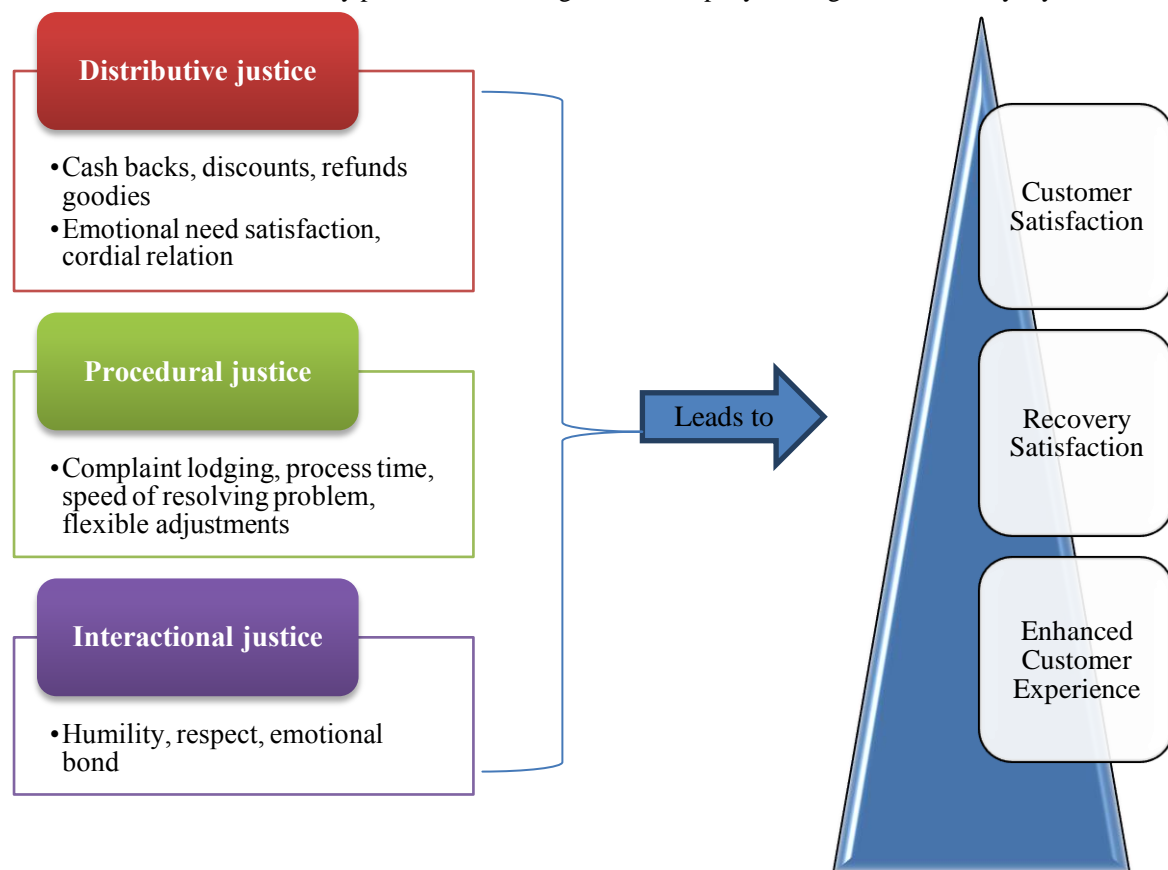 Distributive justice
•Cash backs, discounts, refunds
goodies
•Emotional need satisfaction,
cordial relation
Procedural justice
•Complaint lodging, process time,
speed of resolving problem,
flexible adjustments
Interactional justice
•Humility, respect, emotional
bond
Leads to
Customer
Satisfaction
Recovery
Satisfaction
Enhanced
Customer
Experience